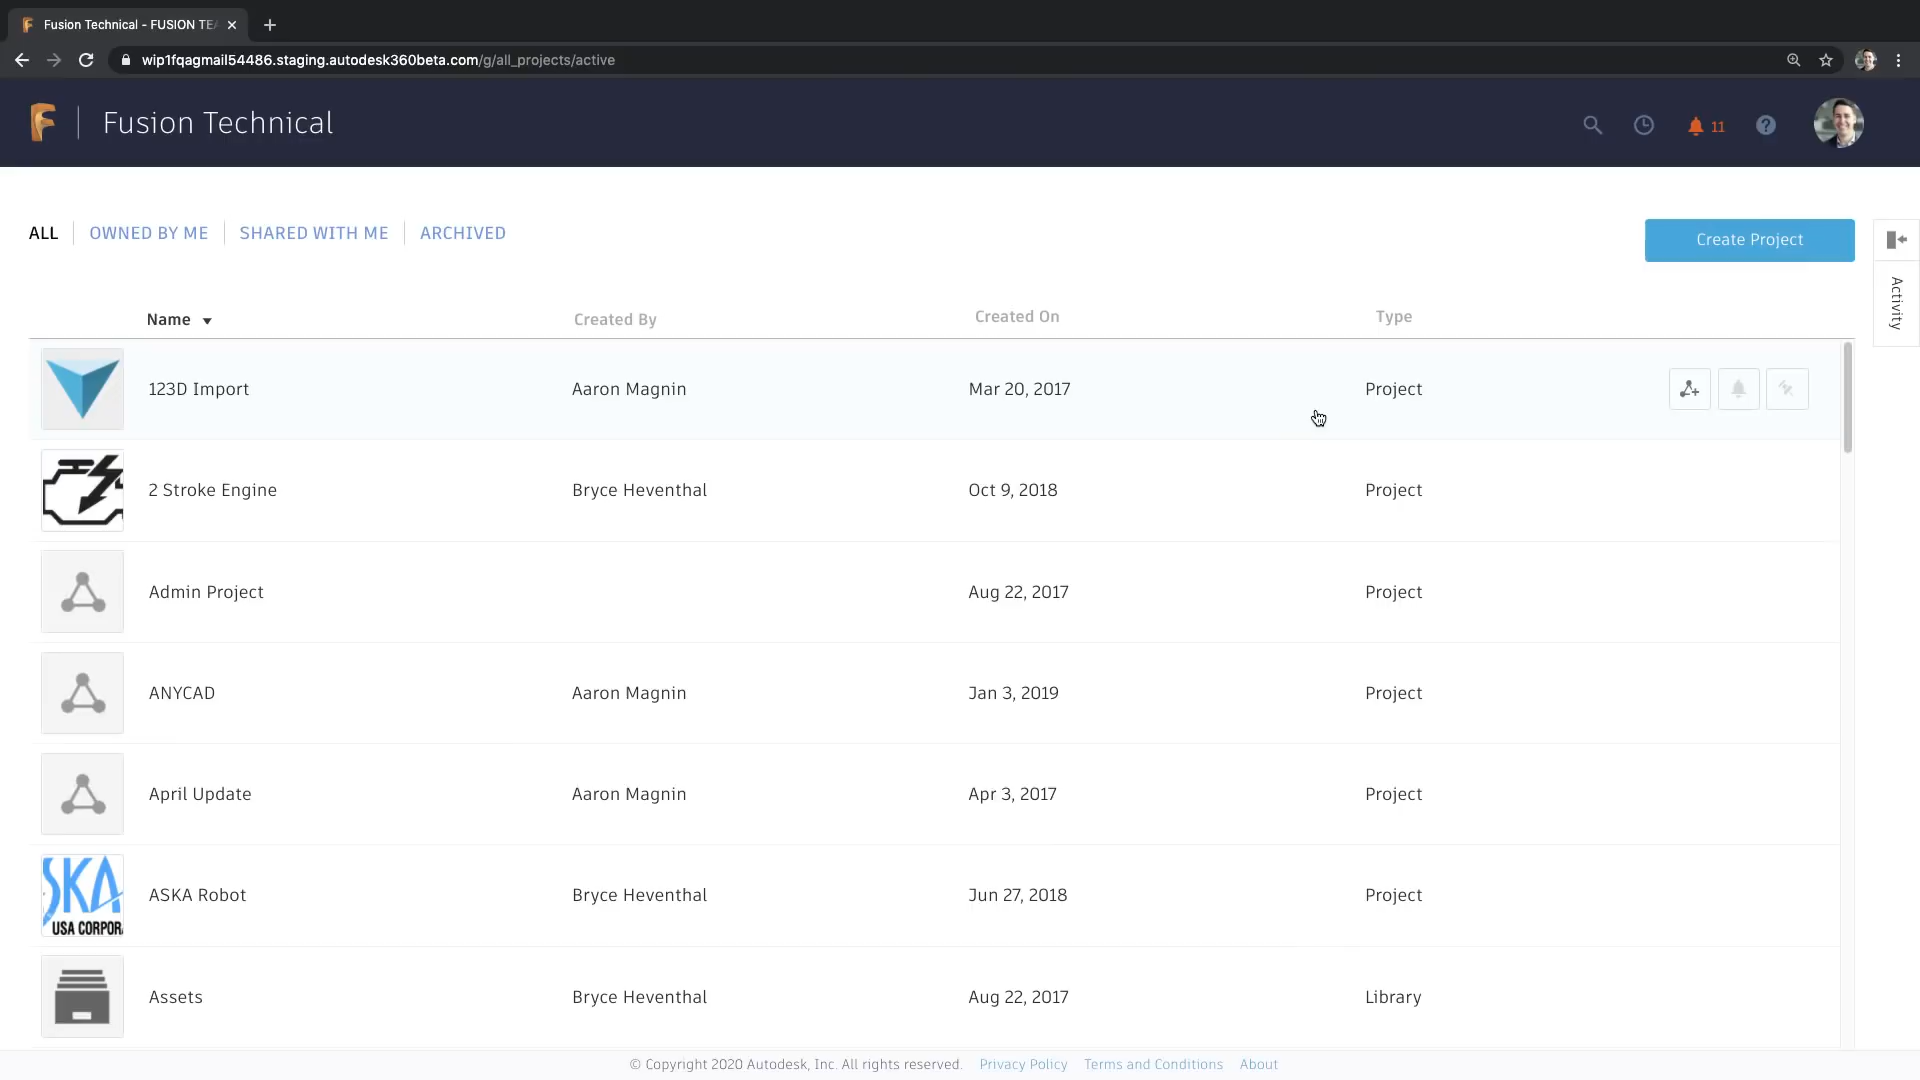 Fusion Technical - FUSION TEA
wip1fqagmail54486.staging.autodesk360beta.com/g/all_projects/active
Fusion Technical
11
ALL
OWNED BY ME
SHARED WITH ME
ARCHIVED
Create Project
Activity
Name Created By Created On Type
123D Import Aaron Magnin Mar 20, 2017 Project
2 Stroke Engine Bryce Heventhal Oct 9, 2018 Project
Admin Project Aug 22, 2017 Project
ANYCAD Aaron Magnin Jan 3, 2019 Project
April Update Aaron Magnin Apr 3, 2017 Project
SKA
USA CORPOR
ASKA Robot Bryce Heventhal Jun 27, 2018 Project
Assets Bryce Heventhal Aug 22, 2017 Library
© Copyright 2020 Autodesk, Inc. All rights reserved. Privacy Policy Terms and Conditions About